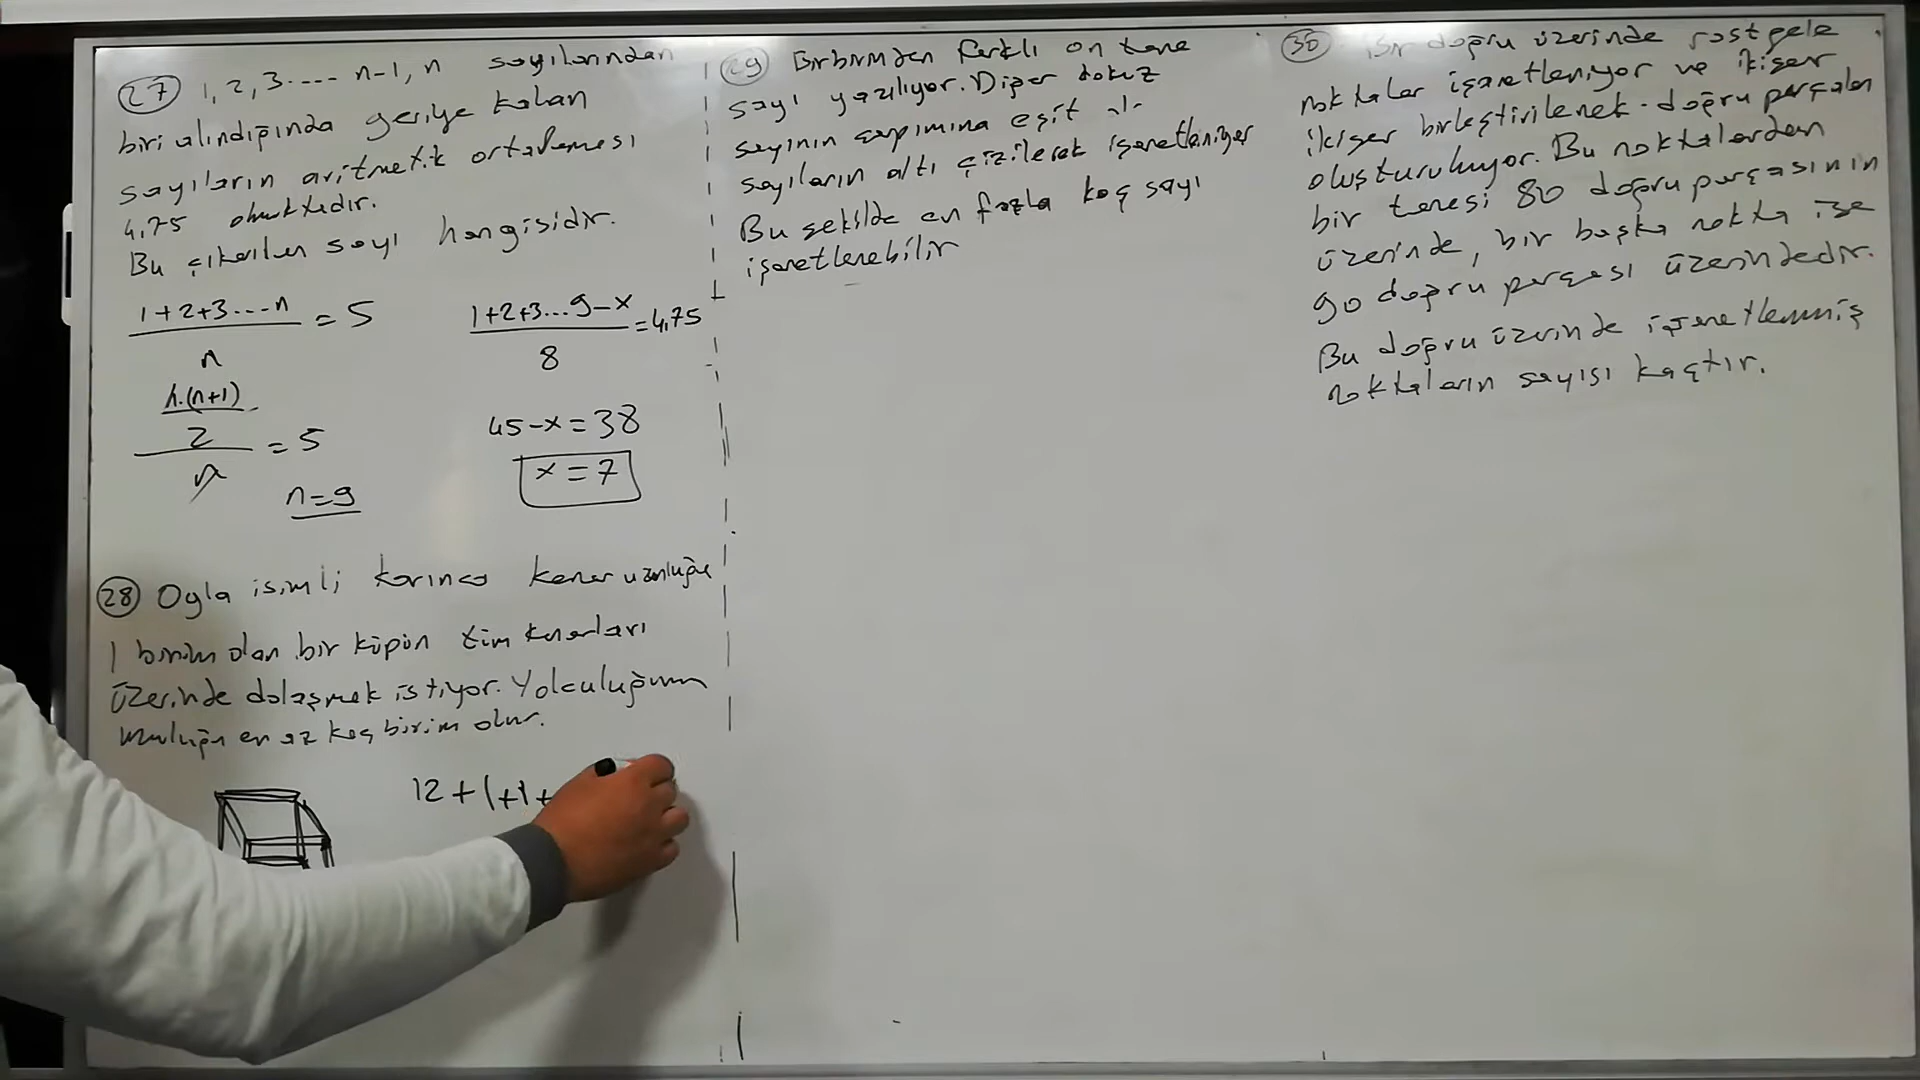 27 1, 2, 3.... n-1, n sayılarından
biri alındığında geriye kalan
sayıların aritmetik ortalaması
4,75 olmaktadır.
Bu çıkarılan sayı hangisidir.
1+2+3...n / n = 5
n.(n+1) / 2 / n = 5
n=9
1+2+3...9-x / 8 = 4,75
45-x=38
x=7
28 Ogla isimli karınca kenar uzunluğu
1 birim olan bir küpün tüm kenarları
üzerinde dolaşmak istiyor. Yolculuğunun
uzunluğu en az kaç birim olur.
12+1+1+
29 Birbirinden farklı on tane
sayı yazılıyor. Diğer dokuz
sayının çarpımına eşit
sayıların altı çizilerek işaretleniyor
Bu şekilde en fazla kaç sayı
işaretlenebilir
30 Bir doğru üzerinde rastgele
noktalar işaretleniyor ve ikişer
ikişer birleştirilerek doğru parçaları
oluşturuluyor. Bu noktalardan
bir tanesi 80 doğru parçasının
üzerinde, bir başka nokta ise
90 doğru parçası üzerindedir.
Bu doğru üzerinde işaretlenmiş
noktaların sayısı kaçtır.